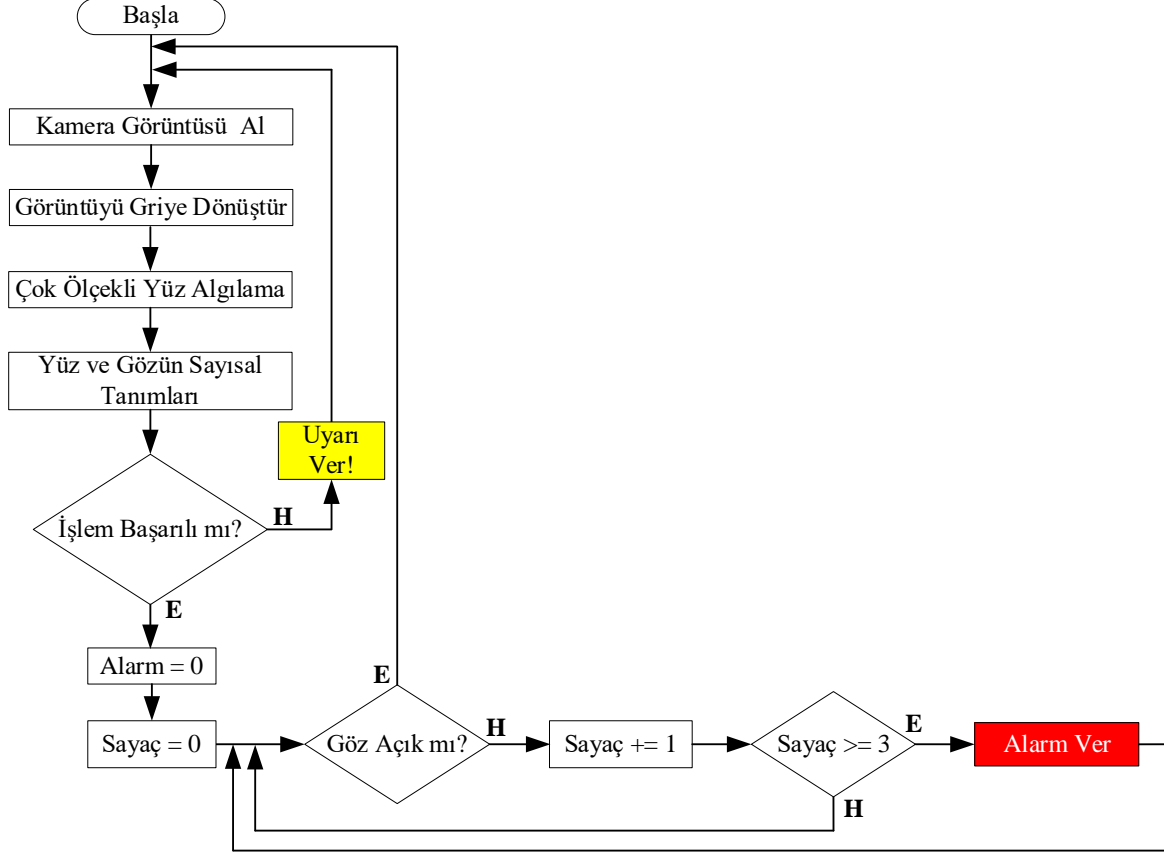 Başla
Kamera Görüntüsü Al
Görüntüyü Griye Dönüştür
Çok Ölçekli Yüz Algılama
Yüz ve Gözün Sayısal
Tanımları
Uyarı
Ver!
İşlem Başarılı mı?
H
E
Alarm = 0
Sayaç = 0
E
Göz Açık mı?
H
Sayaç += 1
Sayaç >= 3
E
H
Alarm Ver